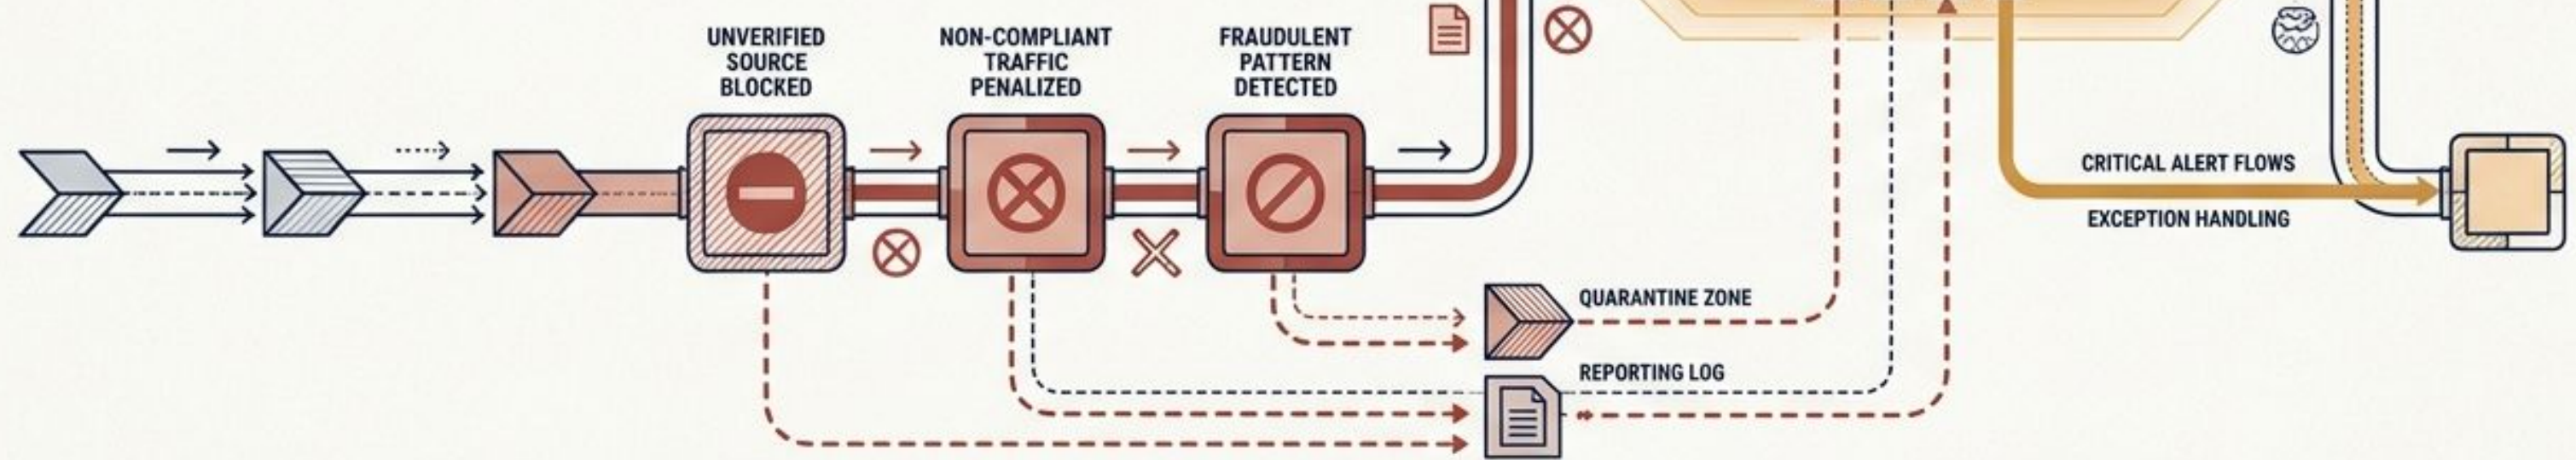 UNVERIFIED
SOURCE
BLOCKED
NON-COMPLIANT
TRAFFIC
PENALIZED
FRAUDULENT
PATTERN
DETECTED
CRITICAL ALERT FLOWS
EXCEPTION HANDLING
QUARANTINE ZONE
REPORTING LOG